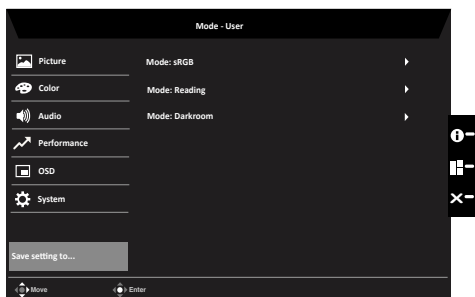 Mode - User
Picture
Mode: sRGB
Color
Mode: Reading
Audio
Mode: Darkroom
Performance
OSD
System
Save setting to...
Move
Enter